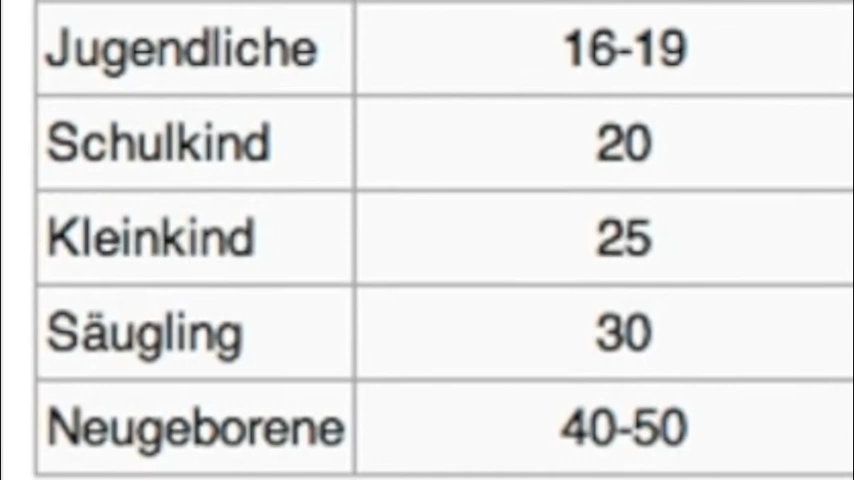 Jugendliche 16-19
Schulkind 20
Kleinkind 25
Säugling 30
Neugeborene 40-50